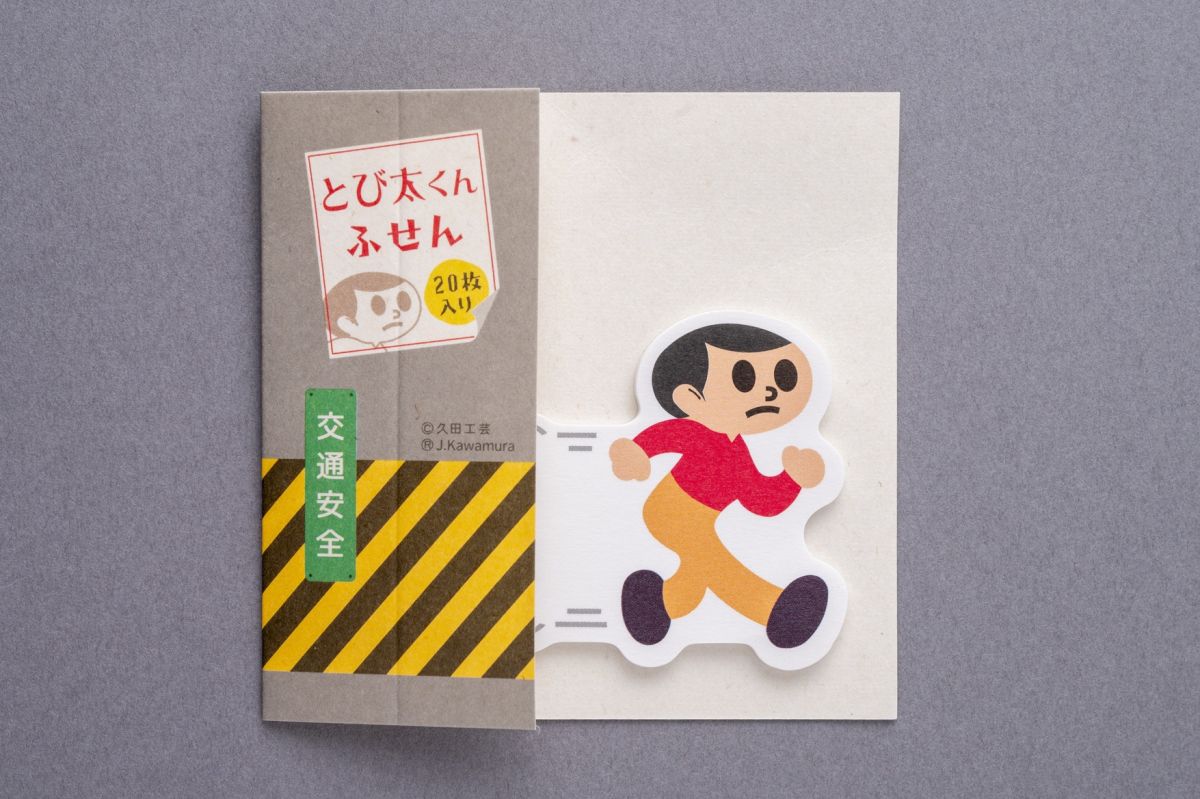 とび太くん
ふせん
20枚
入り
交通安全
©久田工芸
®J.Kawamura